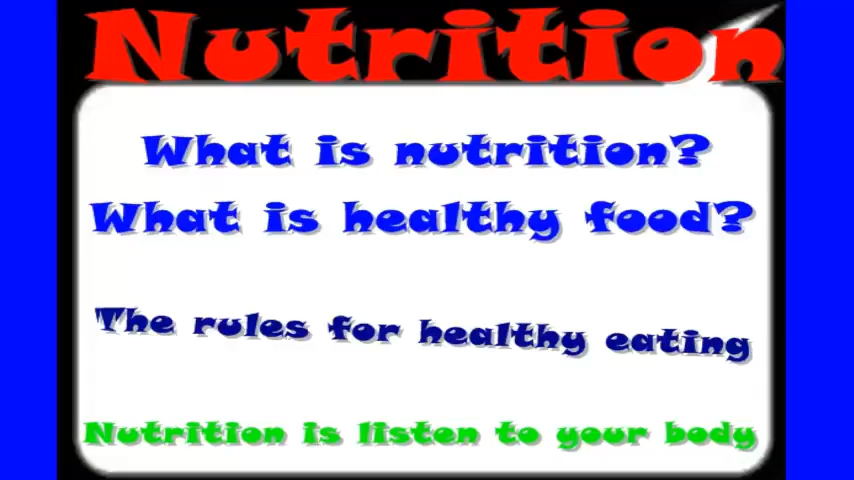 Nutrition
What is nutrition?
What is healthy food?
The rules for healthy eating
Nutrition is listen to your body